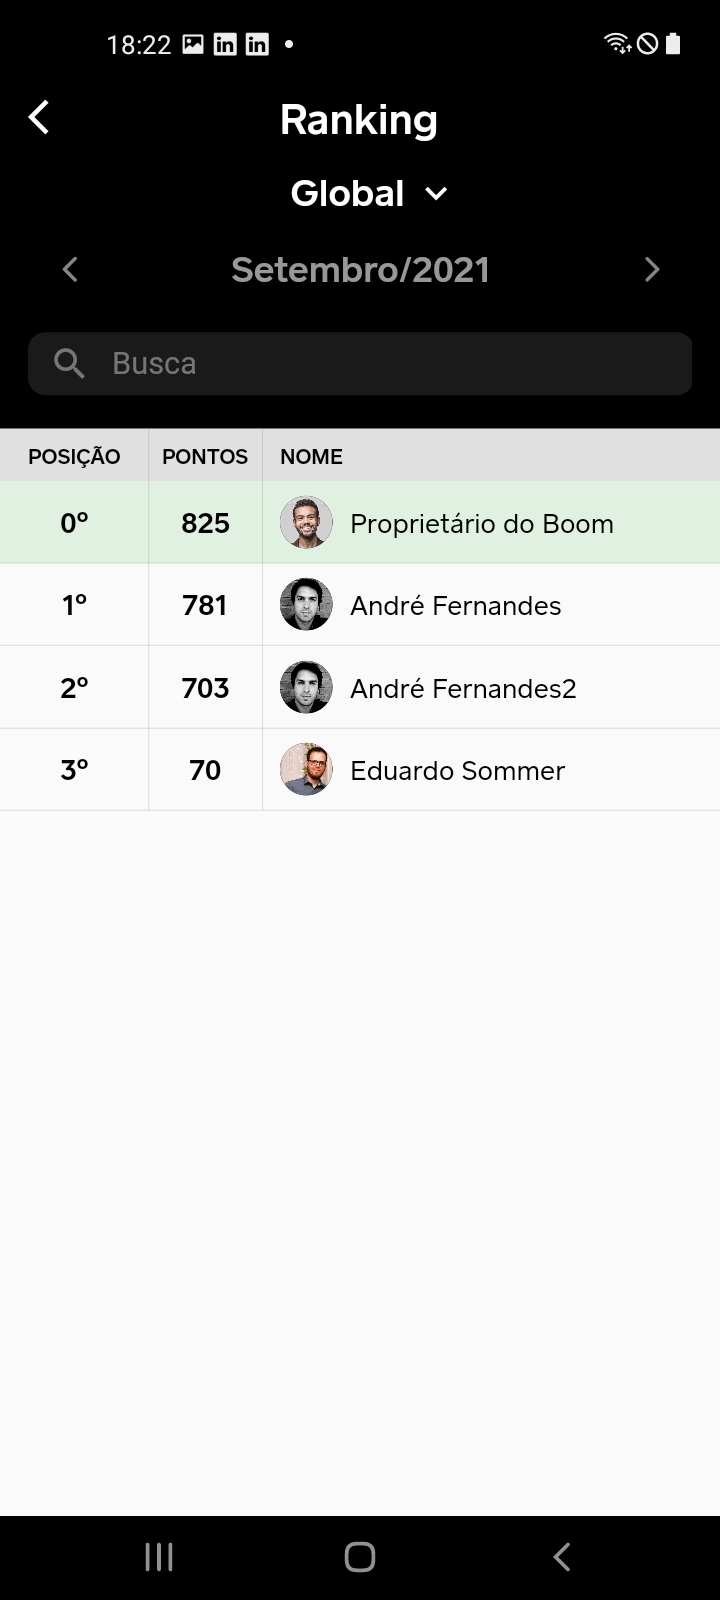 18:22
Ranking
Global
Setembro/2021
Busca
POSIÇÃO PONTOS NOME
0º 825 Proprietário do Boom
1º 781 André Fernandes
2º 703 André Fernandes2
3º 70 Eduardo Sommer